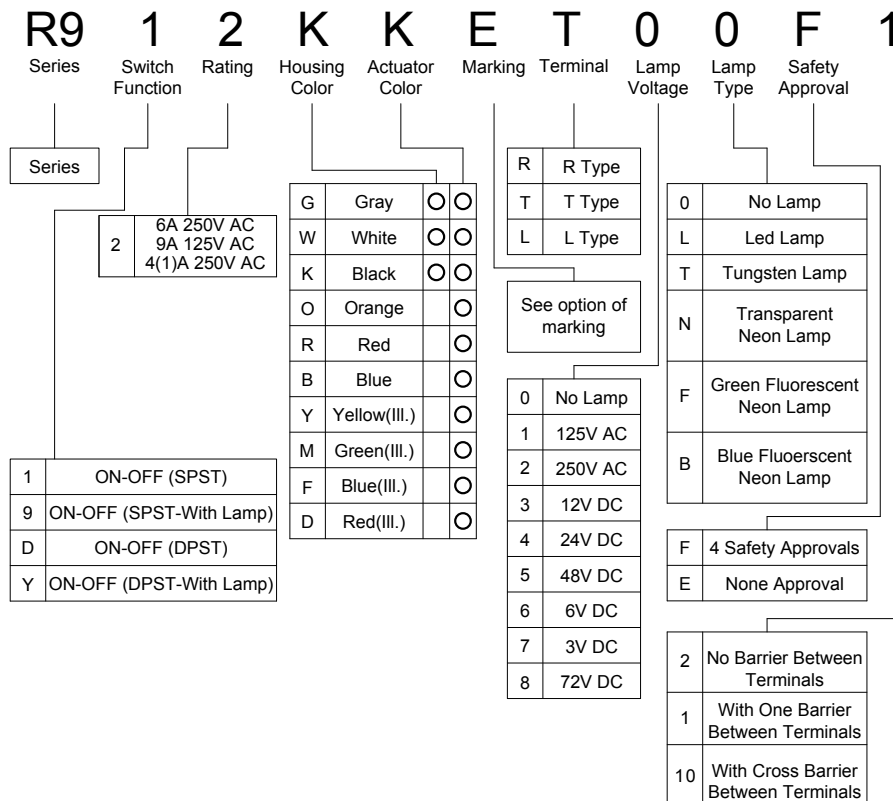 R9 1 2 K K E T 0 0 F 1
Series
Switch Function
Rating
Housing Color
Actuator Color
Marking
Terminal
Lamp Voltage
Lamp Type
Safety Approval
Series
2 6A 250V AC
9A 125V AC
4(1)A 250V AC
1 ON-OFF (SPST)
9 ON-OFF (SPST-With Lamp)
D ON-OFF (DPST)
Y ON-OFF (DPST-With Lamp)
G Gray O O
W White O O
K Black O O
O Orange O
R Red O
B Blue O
Y Yellow(Ill.) O
M Green(Ill.) O
F Blue(Ill.) O
D Red(Ill.) O
See option of
marking
R R Type
T T Type
L L Type
0 No Lamp
1 125V AC
2 250V AC
3 12V DC
4 24V DC
5 48V DC
6 6V DC
7 3V DC
8 72V DC
0 No Lamp
L Led Lamp
T Tungsten Lamp
N Transparent
Neon Lamp
F Green Fluorescent
Neon Lamp
B Blue Fluoerscent
Neon Lamp
F 4 Safety Approvals
E None Approval
2 No Barrier Between
Terminals
1 With One Barrier
Between Terminals
10 With Cross Barrier
Between Terminals